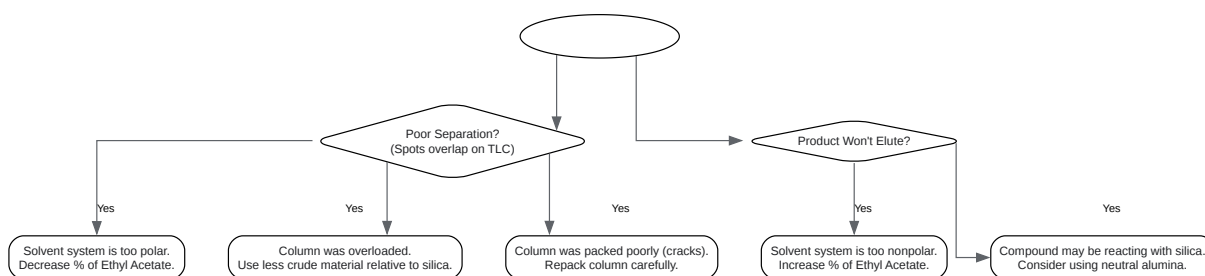 Poor Separation?
(Spots overlap on TLC)
Product Won't Elute?
Yes
Yes
Yes
Yes
Yes
Solvent system is too polar.
Decrease % of Ethyl Acetate.
Column was overloaded.
Use less crude material relative to silica.
Column was packed poorly (cracks).
Repack column carefully.
Solvent system is too nonpolar.
Increase % of Ethyl Acetate.
Compound may be reacting with silica.
Consider using neutral alumina.